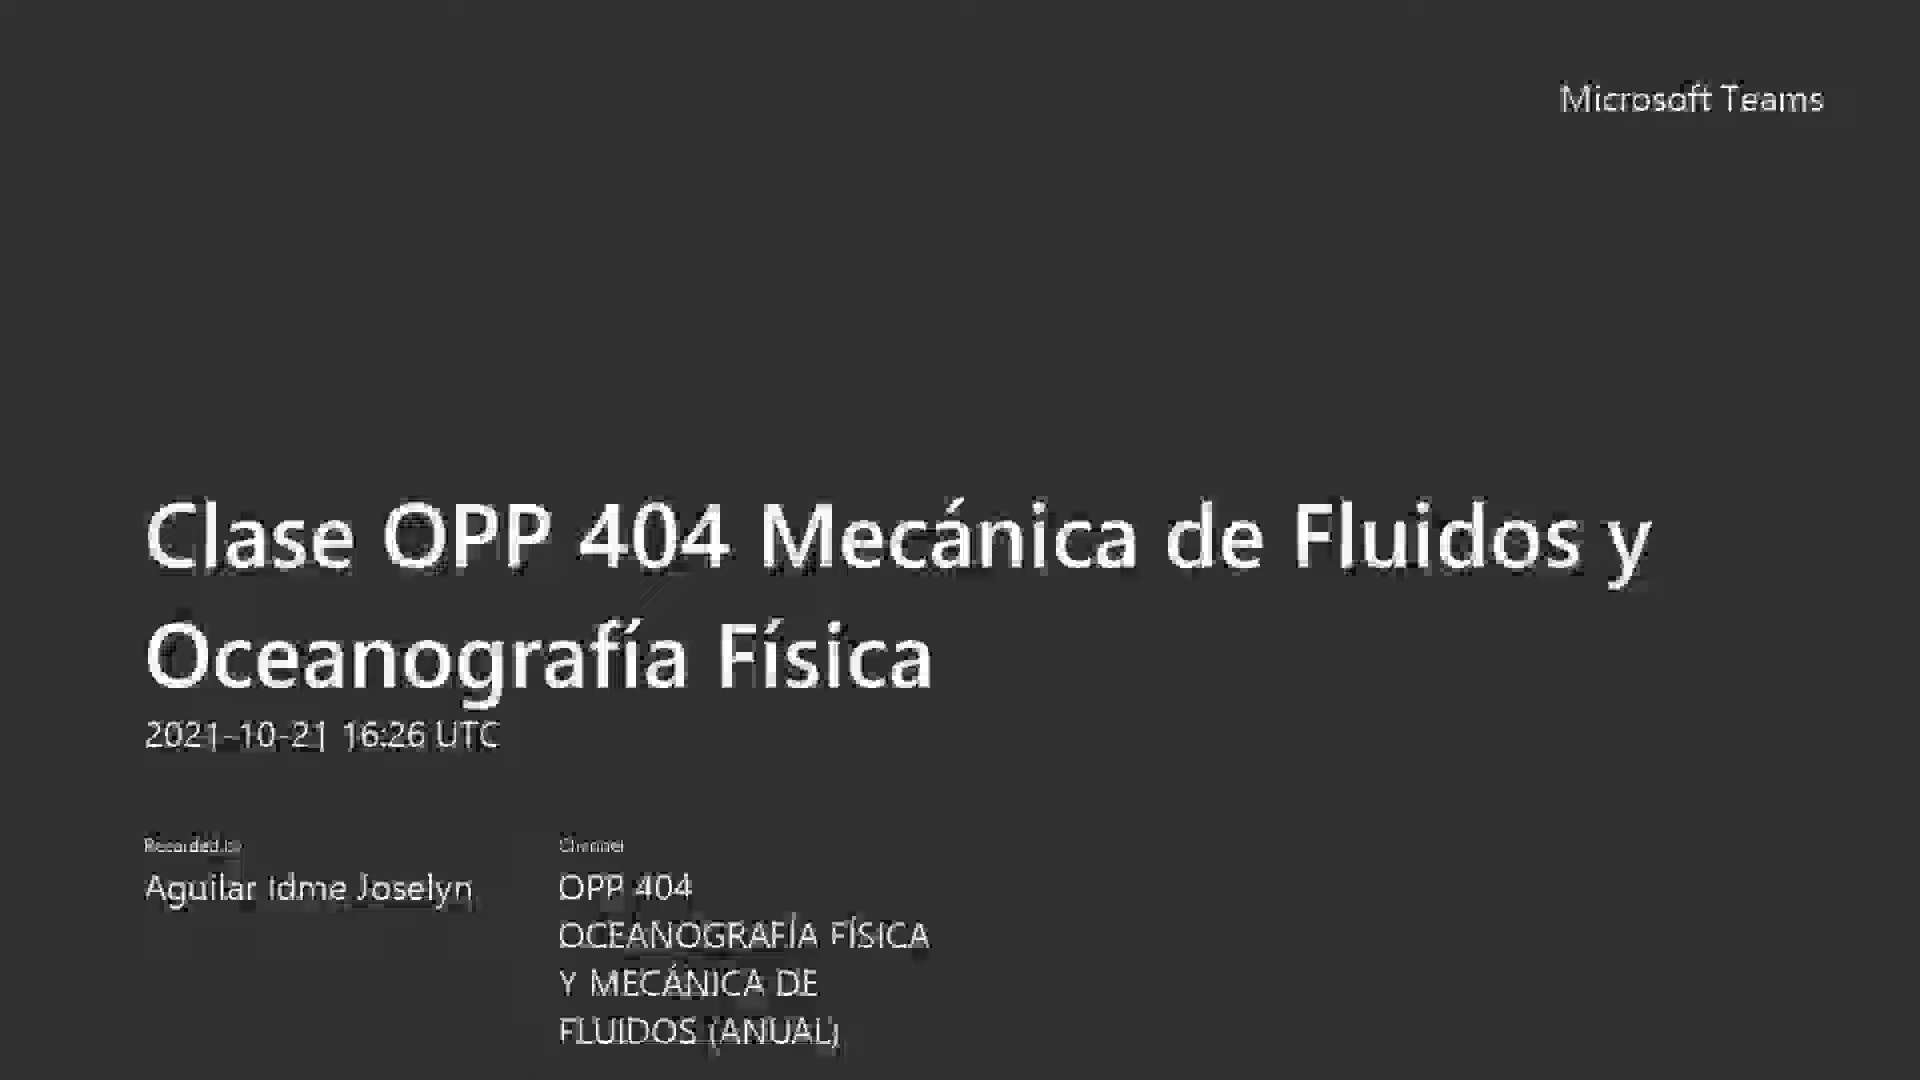 Microsoft Teams
Clase OPP 404 Mecánica de Fluidos y
Oceanografía Física
2021-10-21 16:26 UTC
Recorded by
Aguilar Idme Joselyn
Channel
OPP 404
OCEANOGRAFÍA FÍSICA
Y MECÁNICA DE
FLUIDOS (ANUAL)